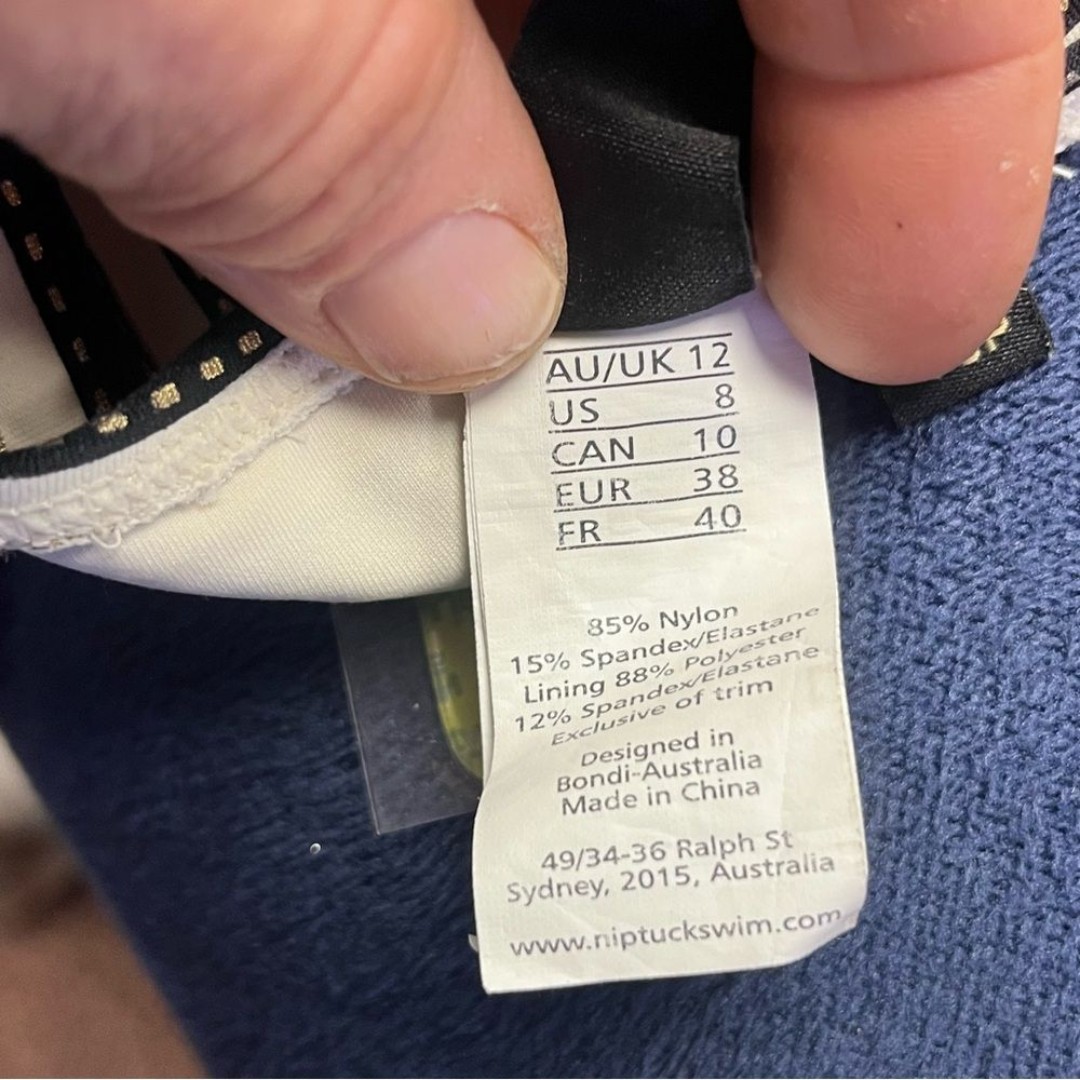 AU/UK 12
US 8
CAN 10
EUR 38
FR 40
85% Nylon
15% Spandex/Elastane
Lining 88% Polyester
12% Spandex/Elastane
Exclusive of trim
Designed in
Bondi-Australia
Made in China
49/34-36 Ralph St
Sydney, 2015, Australia
www.niptuckswim.com